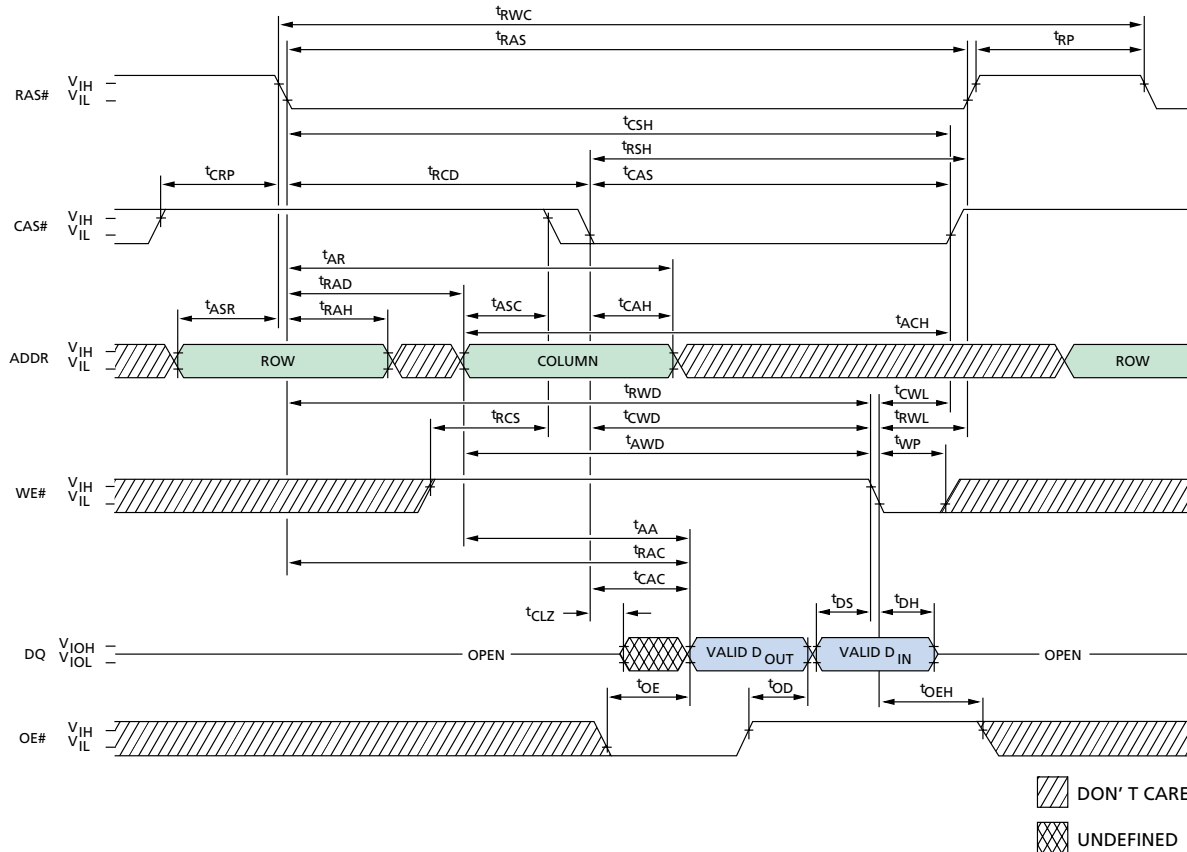 tRWC
tRAS tRP
RAS# VIH
VIL
tCSH
tRSH
tCRP tRCD tCAS
CAS# VIH
VIL
tAR
tRAD
tASR tRAH tASC tCAH
tACH
ADDR VIH
VIL
ROW COLUMN ROW
tRWD tCWL
tRCS tCWD tRWL
tAWD tWP
WE# VIH
VIL
tAA
tRAC
tCAC
tCLZ tDS tDH
DQ VIOH
VIOL
OPEN VALID D OUT VALID D IN OPEN
tOE tOD tOEH
OE# VIH
VIL
DON' T CARE
UNDEFINED